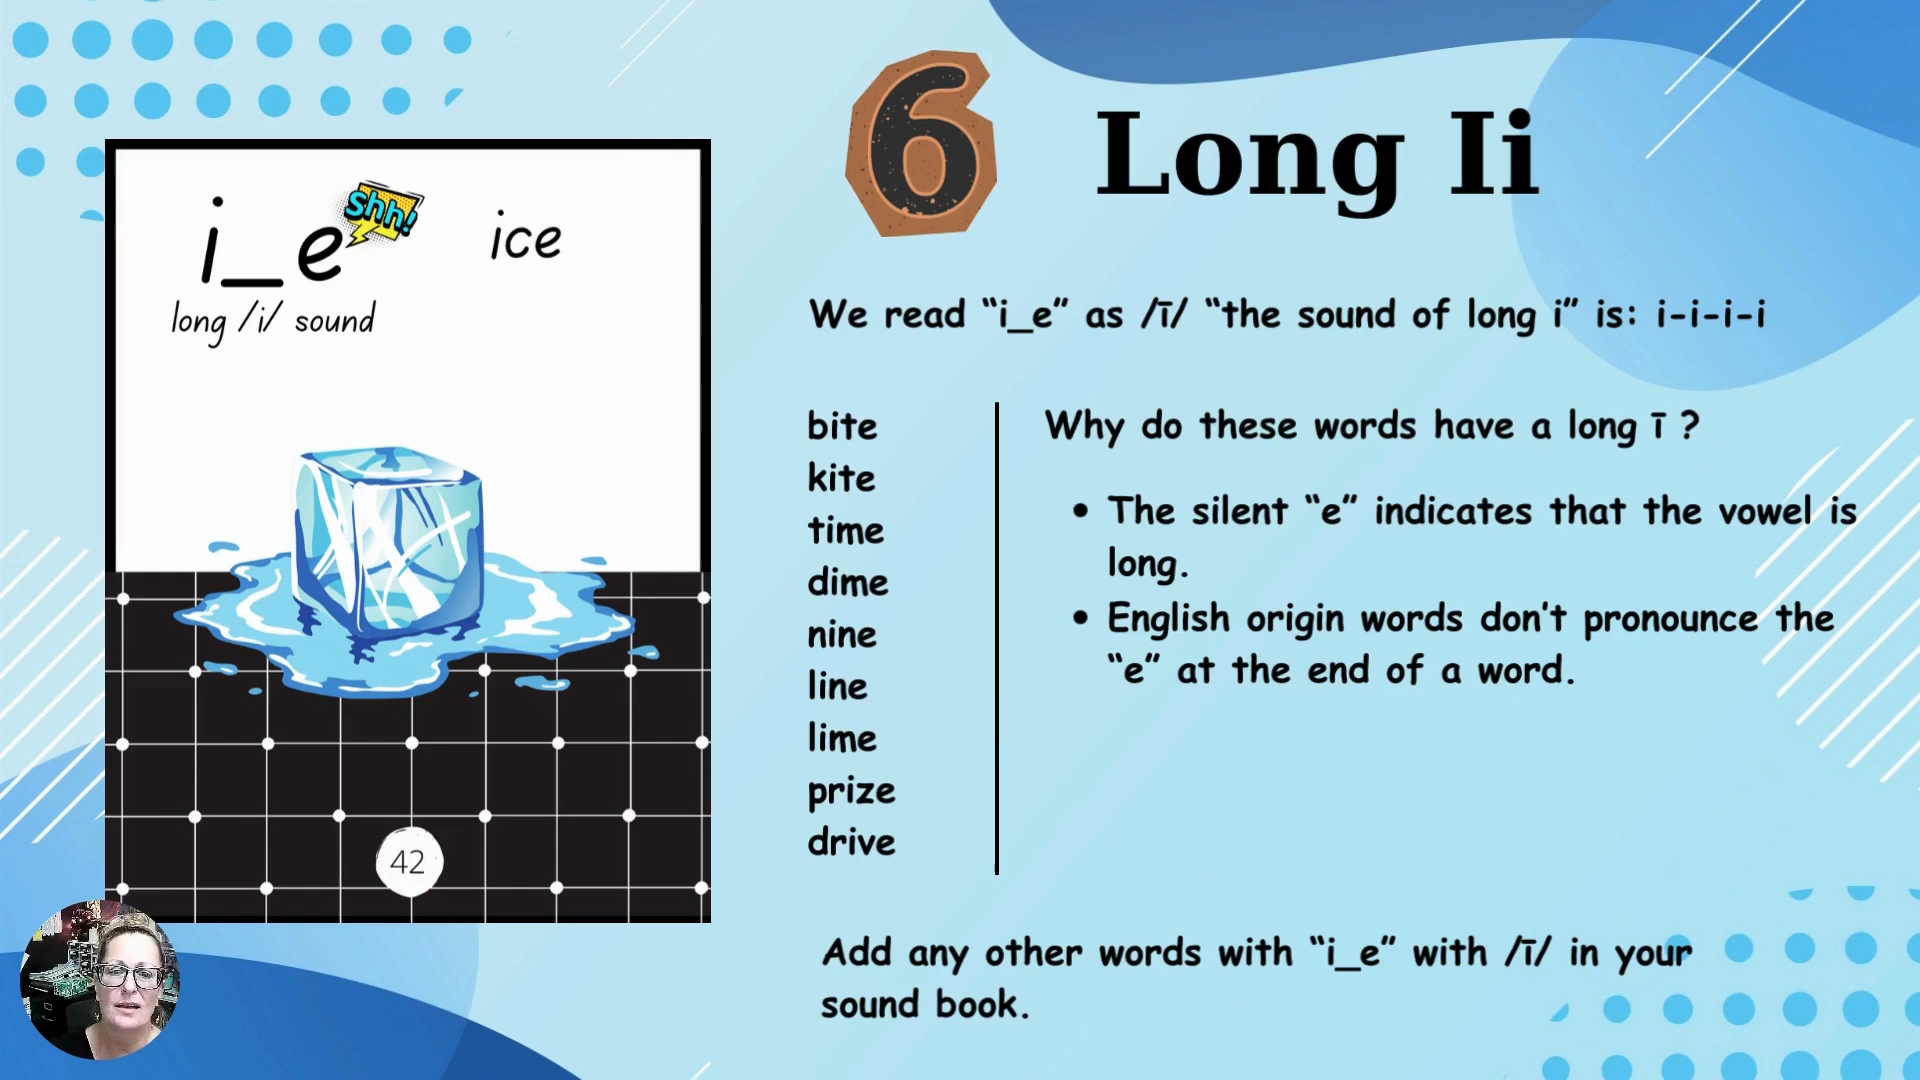 6 Long Ii
i_e Shh! ice
long /i/ sound
We read “i_e” as /ī/ “the sound of long i” is: i-i-i-i
bite
kite
time
dime
nine
line
lime
prize
drive
Why do these words have a long ī ?
• The silent “e” indicates that the vowel is
long.
• English origin words don’t pronounce the
“e” at the end of a word.
42
Add any other words with “i_e” with /ī/ in your
sound book.